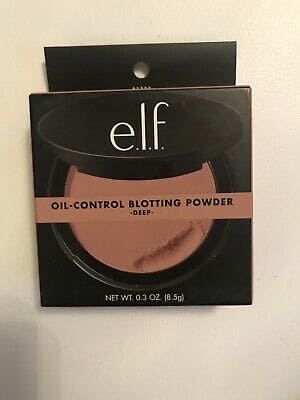 e.l.f.
OIL-CONTROL BLOTTING POWDER
-DEEP-
NET WT. 0.3 OZ. (8.5g)